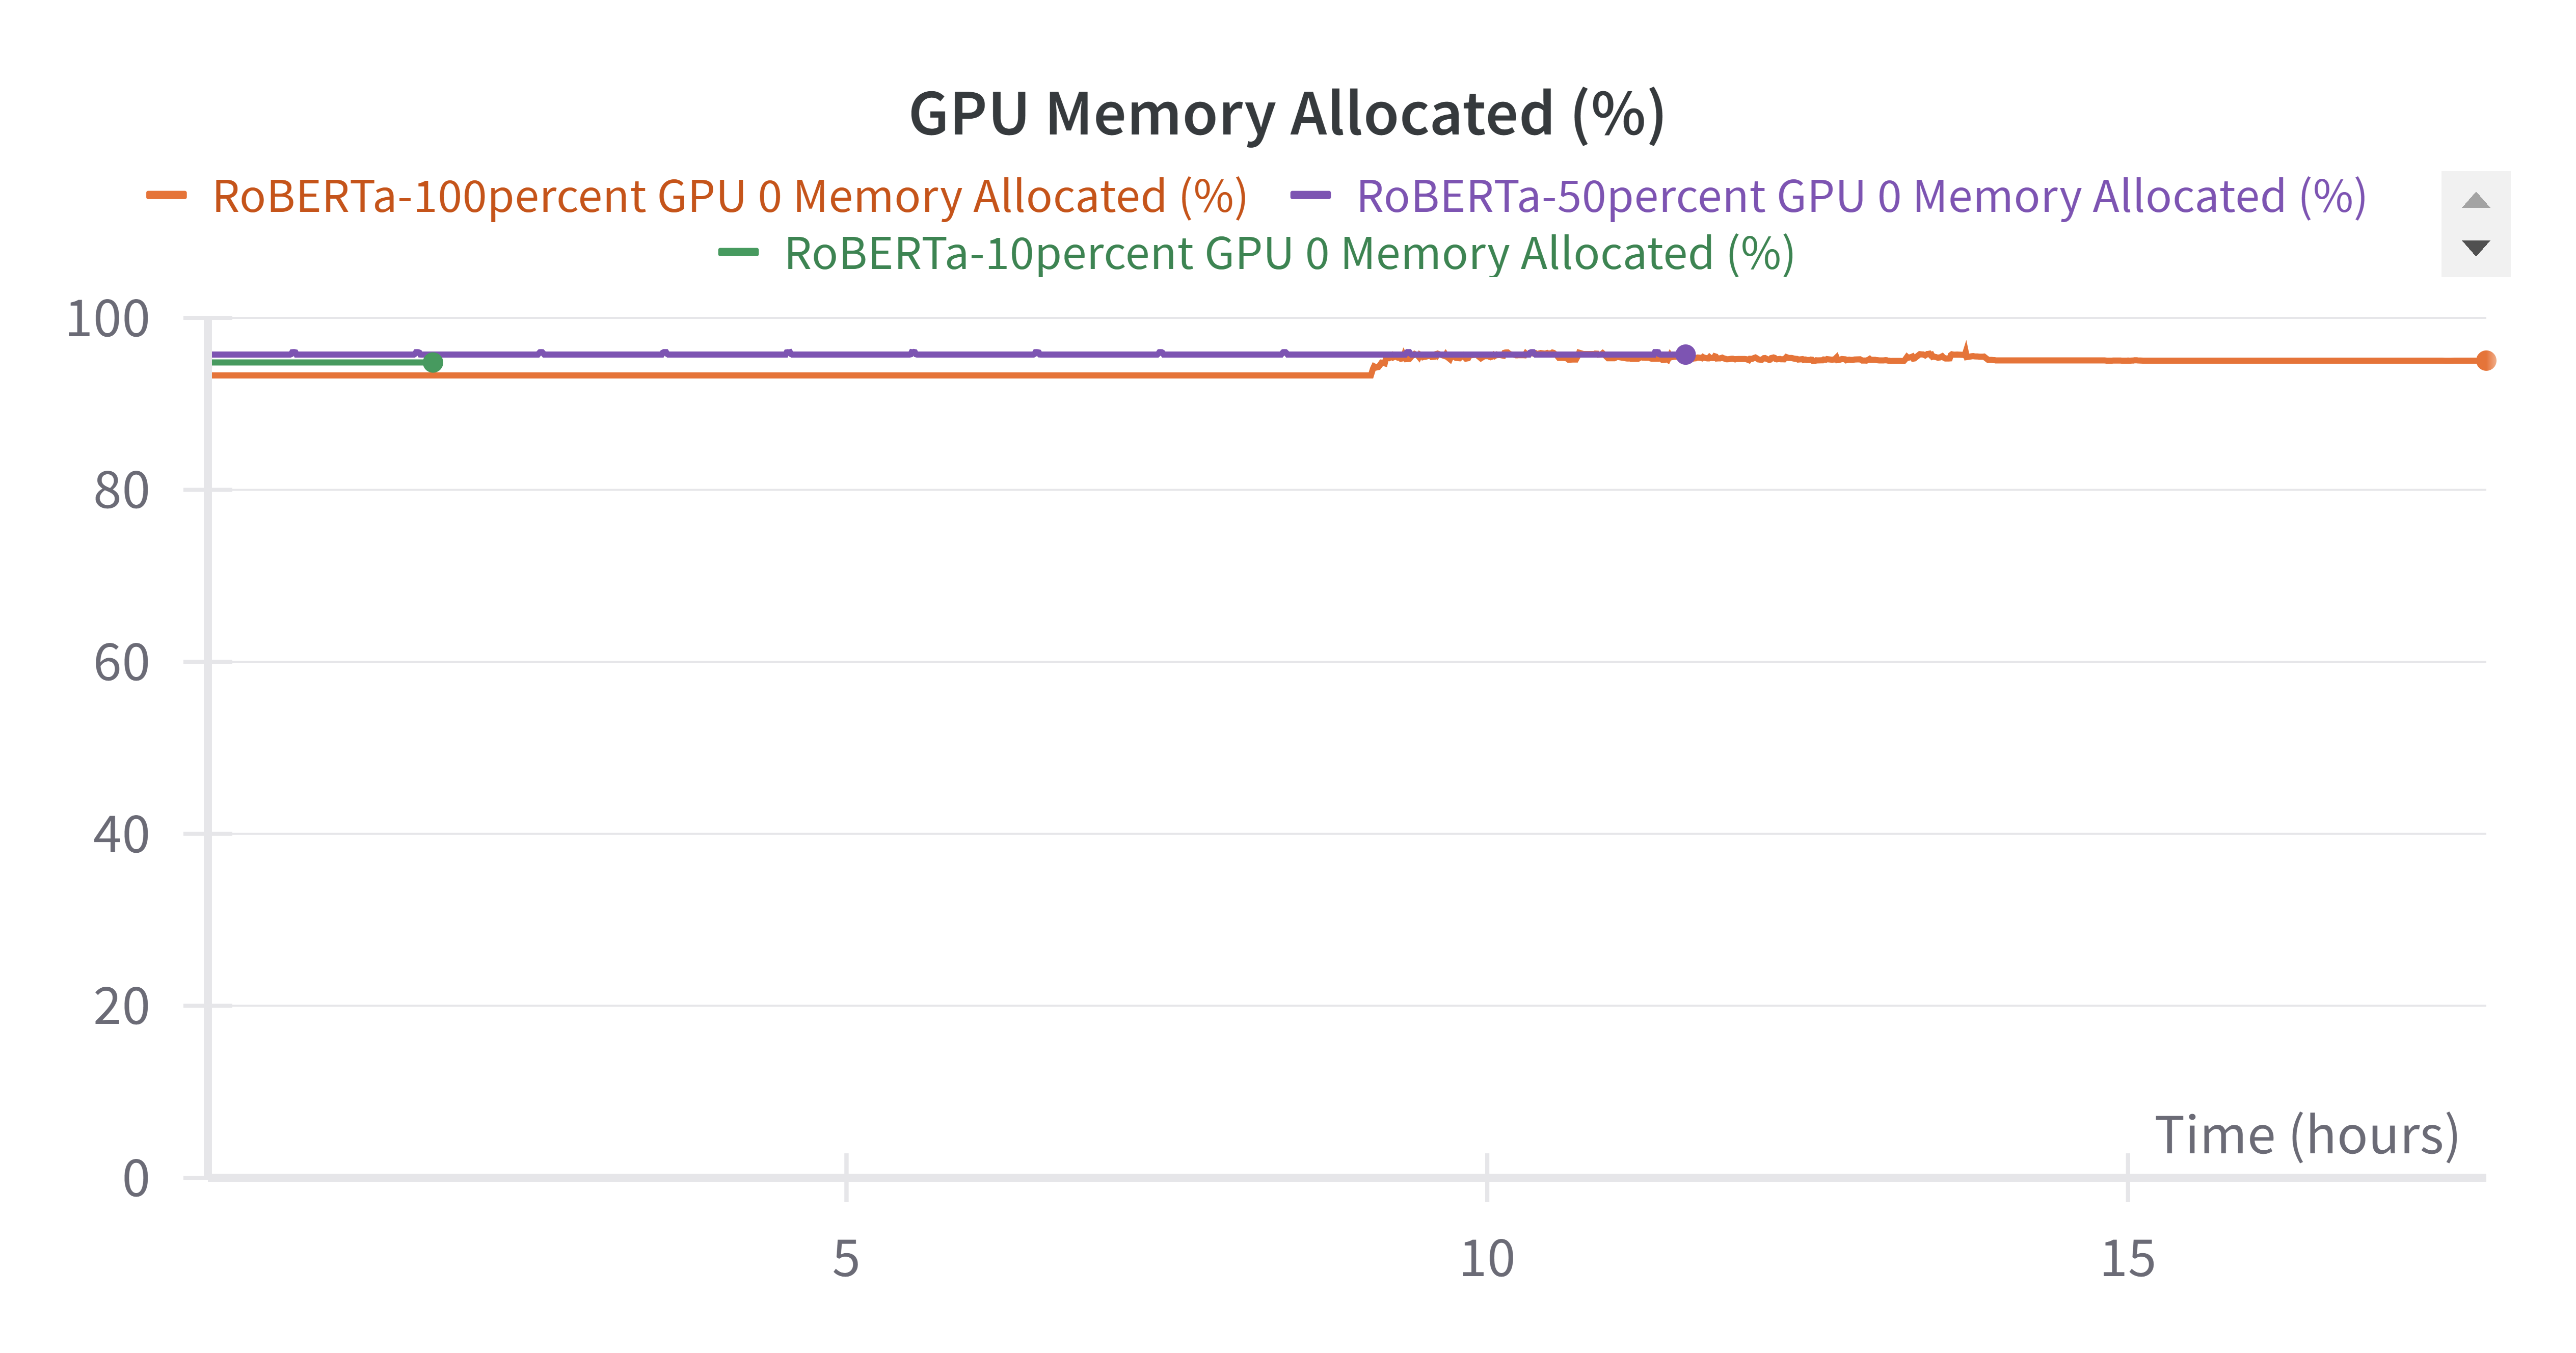 GPU Memory Allocated (%)
RoBERTa-100percent GPU 0 Memory Allocated (%) RoBERTa-50percent GPU 0 Memory Allocated (%)
RoBERTa-10percent GPU 0 Memory Allocated (%)
100
80
60
40
20
0
Time (hours)
5 10 15